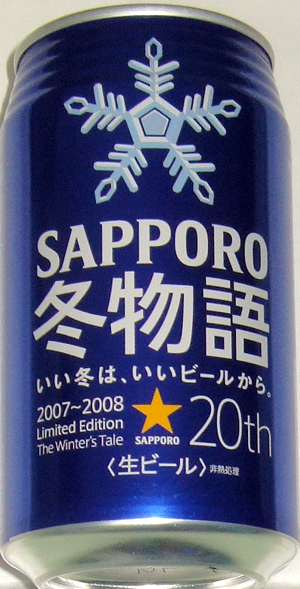 SAPPORO
冬物語
いい冬は、いいビールから。
2007~2008
Limited Edition
The Winter's Tale
SAPPORO
20th
〈生ビール〉非熱処理